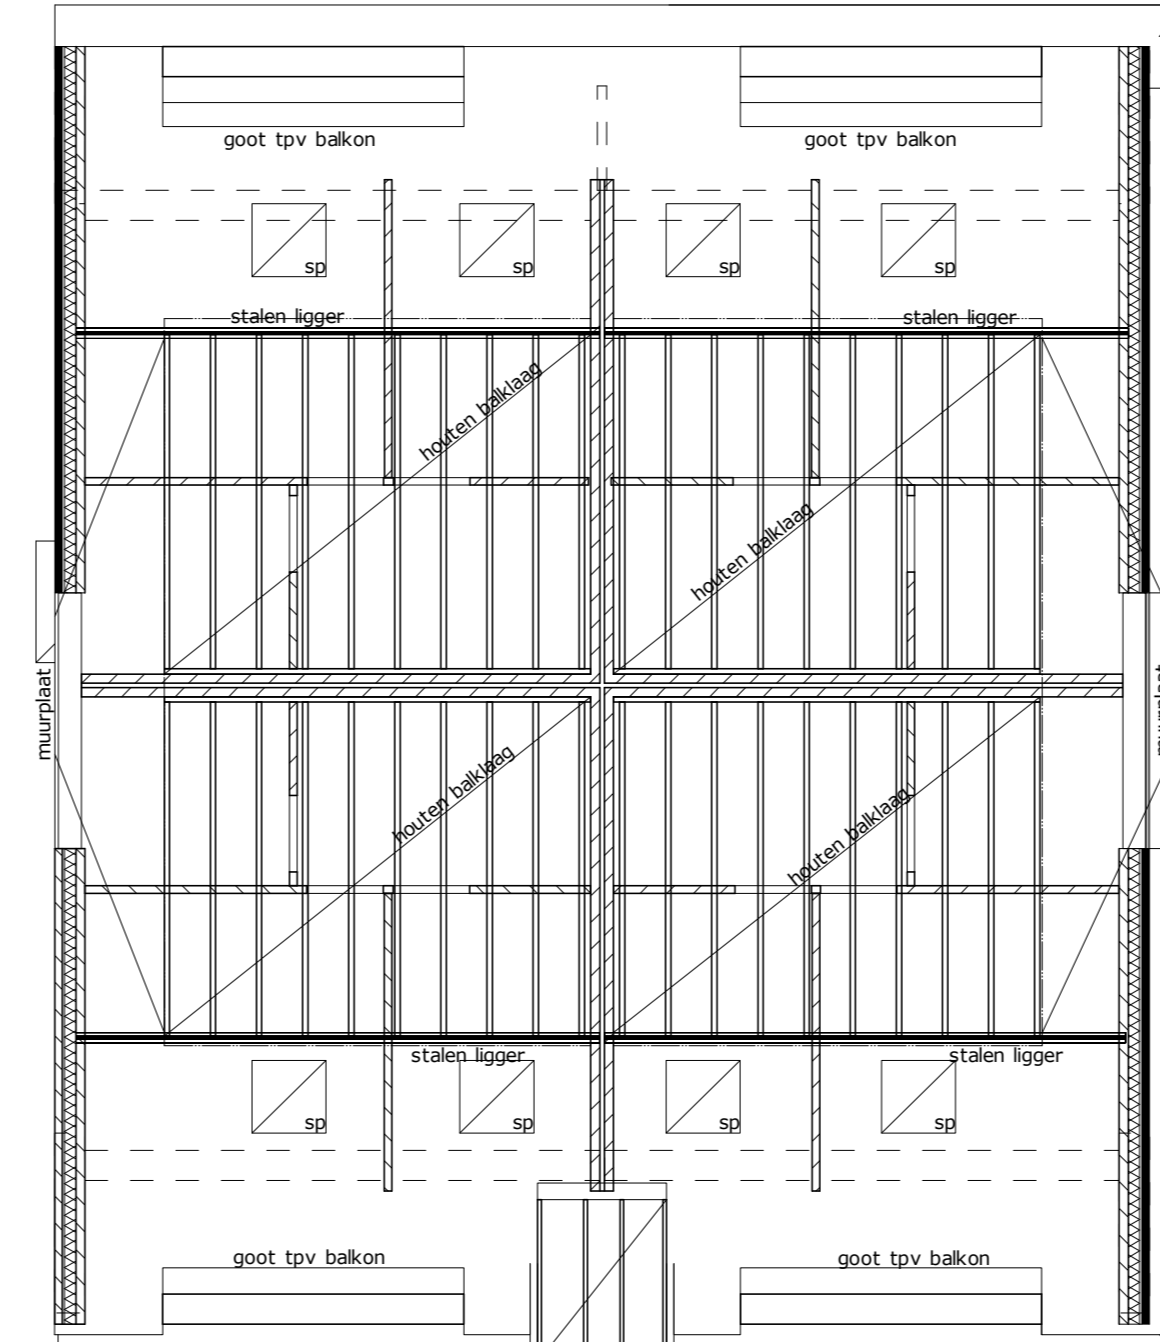 goot tpv balkon
goot tpv balkon
sp
sp
sp
sp
stalen ligger
stalen ligger
houten balklaag
houten balklaag
muurplaat
muurplaat
houten balklaag
houten balklaag
stalen ligger
stalen ligger
sp
sp
sp
sp
goot tpv balkon
goot tpv balkon